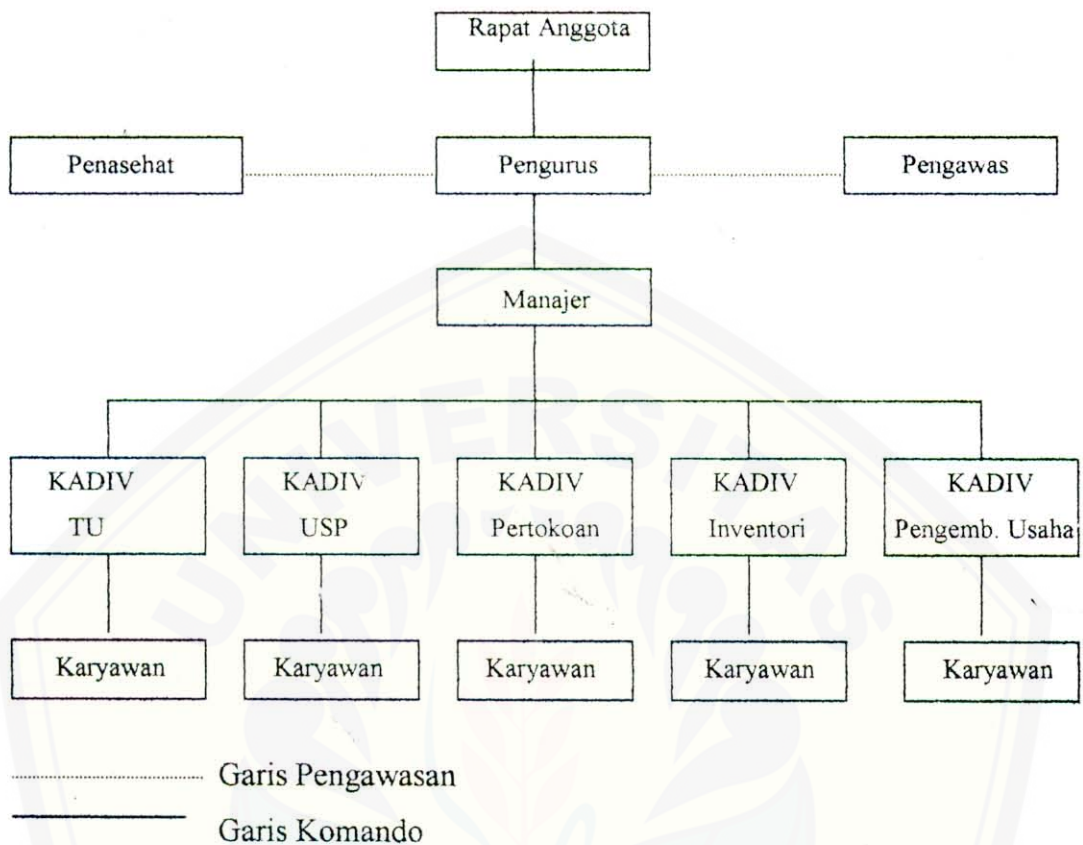 Rapat Anggota
Penasehat
Pengurus
Pengawas
Manajer
KADIV
TU
KADIV
USP
KADIV
Pertokoan
KADIV
Inventori
KADIV
Pengemb. Usaha
Karyawan
Karyawan
Karyawan
Karyawan
Karyawan
Garis Pengawasan
Garis Komando
UNIVERSITAS